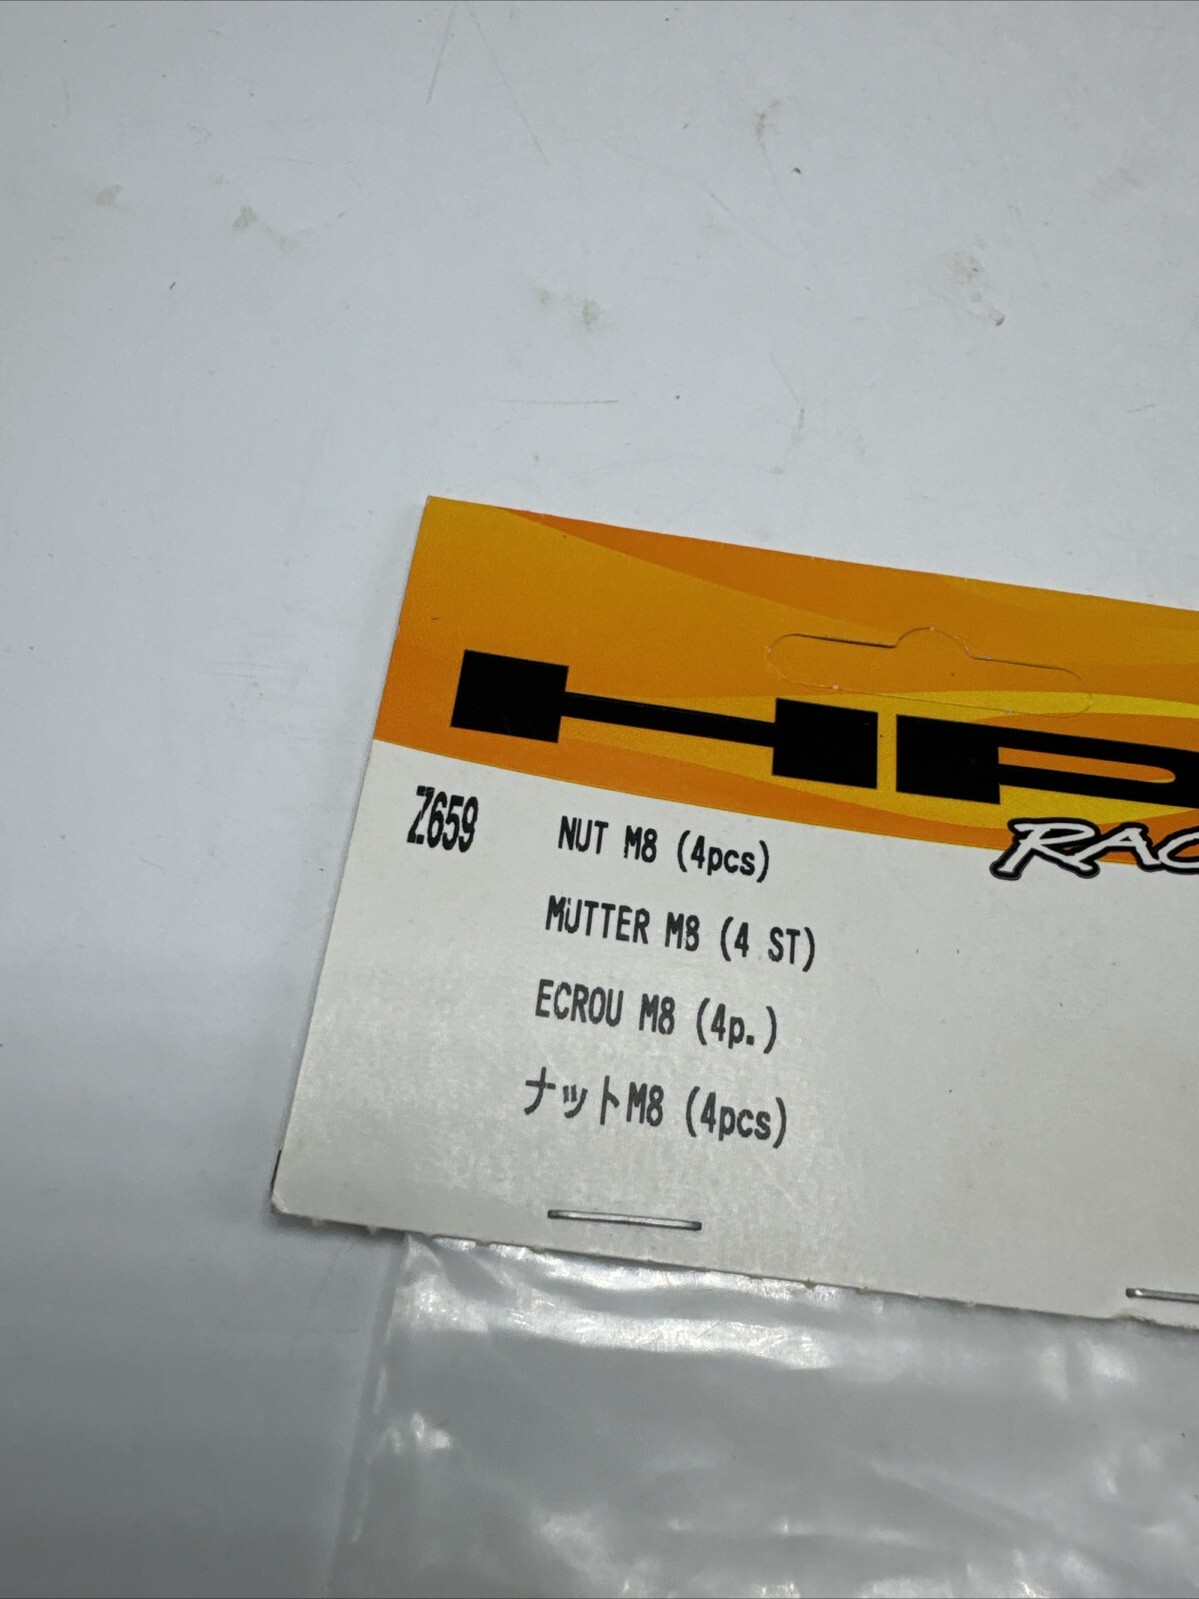 HP
RAC
Z659
NUT M8 (4pcs)
MUTTER M8 (4 ST)
ECROU M8 (4p.)
ナットM8 (4pcs)